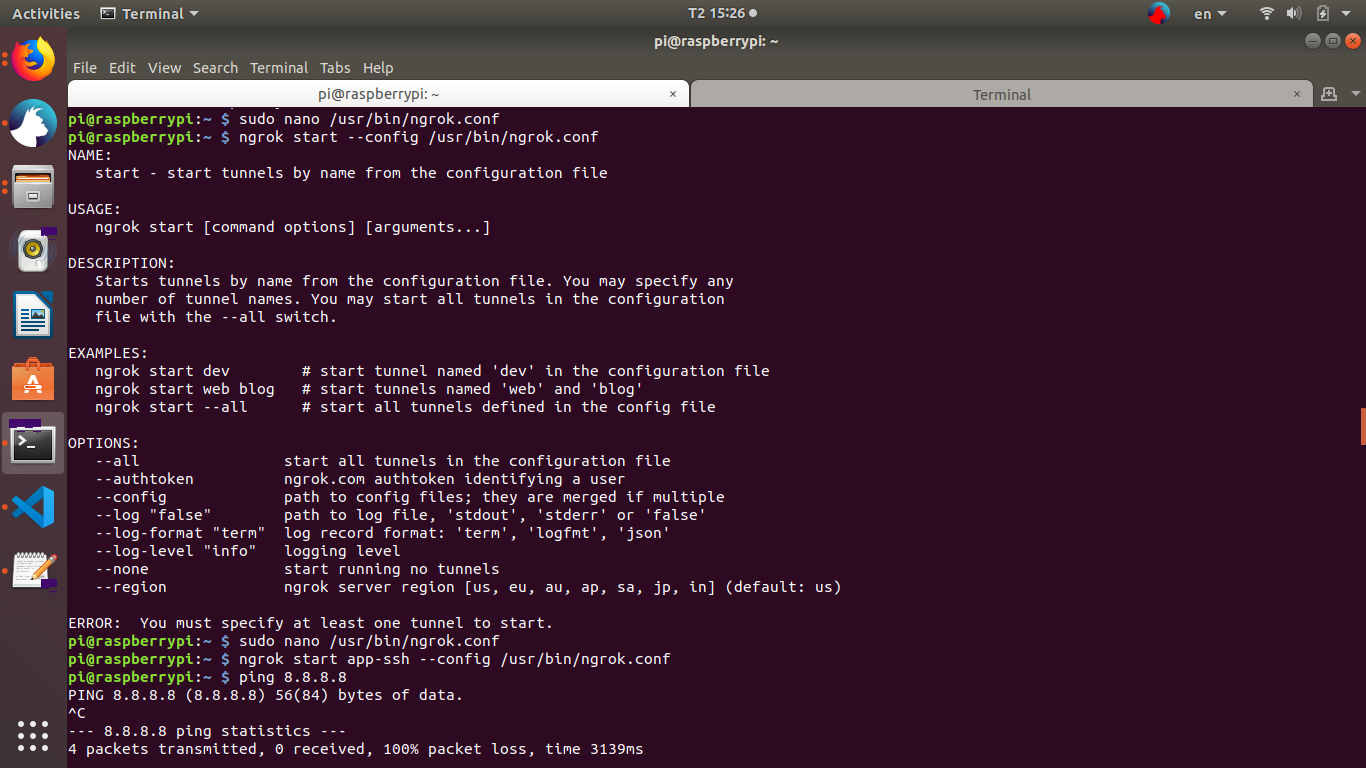 Activities Terminal T2 15:26 en
pi@raspberrypi: ~
File Edit View Search Terminal Tabs Help
pi@raspberrypi: ~ × Terminal ×
pi@raspberrypi:~ $ sudo nano /usr/bin/ngrok.conf
pi@raspberrypi:~ $ ngrok start --config /usr/bin/ngrok.conf
NAME:
   start - start tunnels by name from the configuration file
USAGE:
   ngrok start [command options] [arguments...]
DESCRIPTION:
   Starts tunnels by name from the configuration file. You may specify any
   number of tunnel names. You may start all tunnels in the configuration
   file with the --all switch.
EXAMPLES:
   ngrok start dev        # start tunnel named 'dev' in the configuration file
   ngrok start web blog   # start tunnels named 'web' and 'blog'
   ngrok start --all      # start all tunnels defined in the config file
OPTIONS:
   --all                start all tunnels in the configuration file
   --authtoken          ngrok.com authtoken identifying a user
   --config             path to config files; they are merged if multiple
   --log "false"        path to log file, 'stdout', 'stderr' or 'false'
   --log-format "term"  log record format: 'term', 'logfmt', 'json'
   --log-level "info"   logging level
   --none               start running no tunnels
   --region             ngrok server region [us, eu, au, ap, sa, jp, in] (default: us)
ERROR:  You must specify at least one tunnel to start.
pi@raspberrypi:~ $ sudo nano /usr/bin/ngrok.conf
pi@raspberrypi:~ $ ngrok start app-ssh --config /usr/bin/ngrok.conf
pi@raspberrypi:~ $ ping 8.8.8.8
PING 8.8.8.8 (8.8.8.8) 56(84) bytes of data.
^C
--- 8.8.8.8 ping statistics ---
4 packets transmitted, 0 received, 100% packet loss, time 3139ms